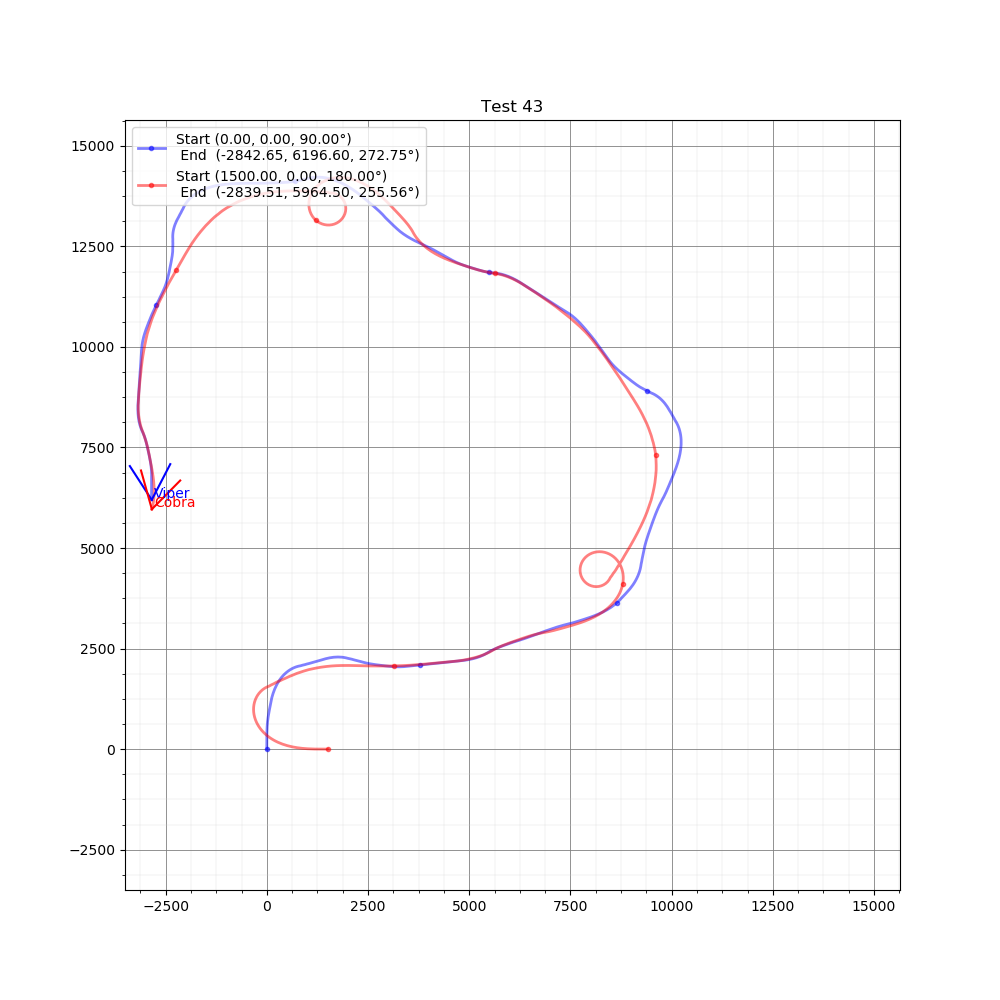 Test 43
Start (0.00, 0.00, 90.00°)
End (-2842.65, 6196.60, 272.75°)
Start (1500.00, 0.00, 180.00°)
End (-2839.51, 5964.50, 255.56°)
15000
12500
10000
7500
5000
2500
0
−2500
Viper
Cobra
−2500 0 2500 5000 7500 10000 12500 15000